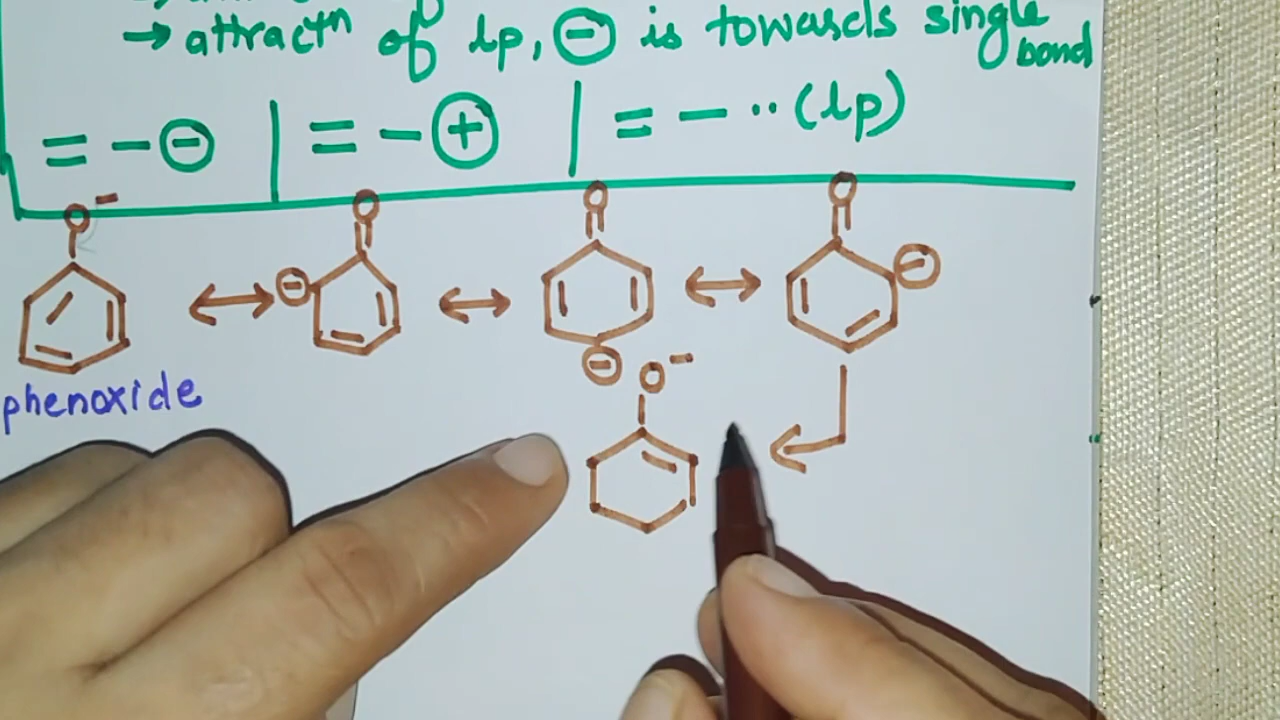 → attractⁿ of lp, ⊖ is towards single bond
= - ⊖ | = - ⊕ | = - ·· (lp)
O⁻ O O O
⊖ ⊖ ⊖
phenoxide
O⁻